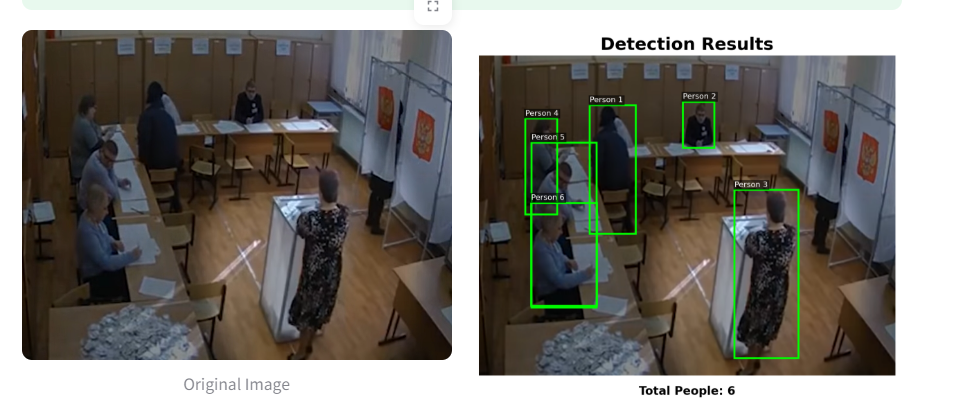 Detection Results
Person 1
Person 2
Person 4
Person 5
Person 3
Person 6
Original Image
Total People: 6